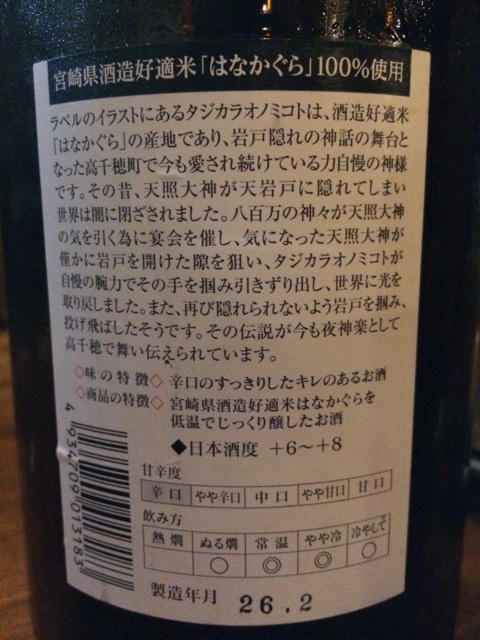 宮崎県酒造好適米「はなかぐら」100%使用
ラベルのイラストにあるタジカラオノミコトは、酒造好適米
「はなかぐら」の産地であり、岩戸隠れの神話の舞台と
なった高千穂町で今も愛され続けている力自慢の神様
です。その昔、天照大神が天岩戸に隠れてしまい
世界は闇に閉ざされました。八百万の神々が天照大神
の気を引く為に宴会を催し、気になった天照大神が
僅かに岩戸を開けた隙を狙い、タジカラオノミコトが
自慢の腕力でその手を掴み引きずり出し、世界に光を
取り戻しました。また、再び隠れられないよう岩戸を掴み、
投げ飛ばしたそうです。その伝説が今も夜神楽として
高千穂で舞い伝えられています。
◇味の特徴◇ 辛口のすっきりしたキレのあるお酒
◇商品の特徴◇ 宮崎県酒造好適米はなかぐらを
低温でじっくり醸したお酒
◆日本酒度 +6〜+8
甘辛度
辛口 やや辛口 中口 やや甘口 甘口
飲み方
熱燗 ぬる燗 常温 やや冷 冷やして
○ ◎ ◎ ○
製造年月 26.2
4 934709 013183